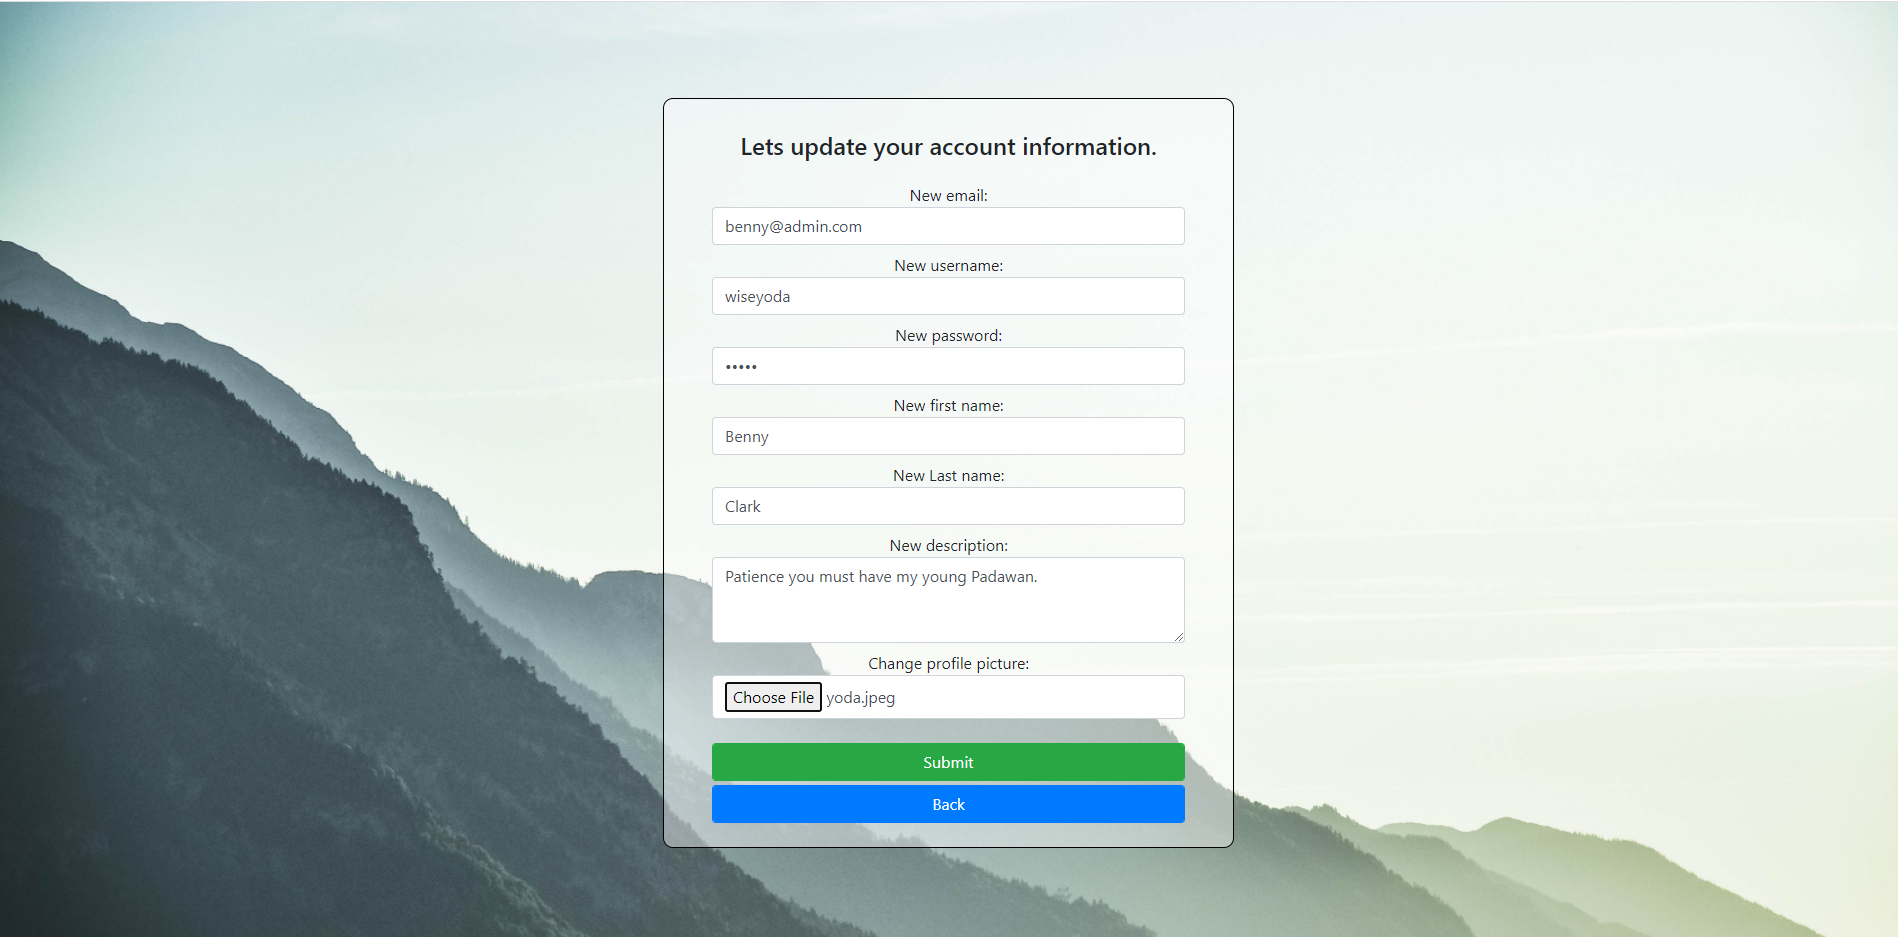 Lets update your account information.
New email:
benny@admin.com
New username:
wiseyoda
New password:
•••••
New first name:
Benny
New Last name:
Clark
New description:
Patience you must have my young Padawan.
Change profile picture:
Choose File yoda.jpeg
Submit
Back